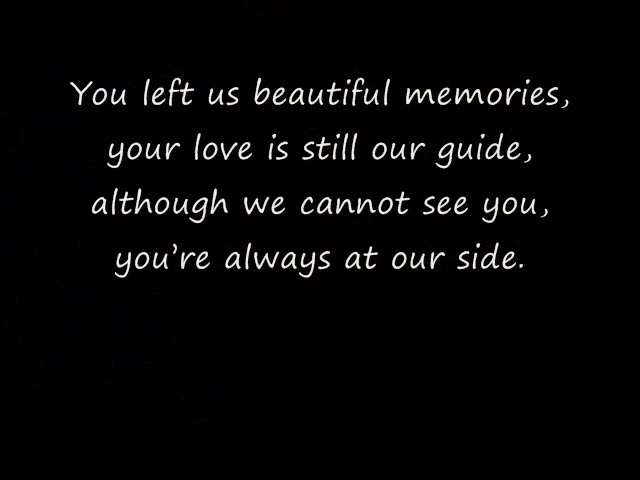 You left us beautiful memories,
your love is still our guide,
although we cannot see you,
you’re always at our side.